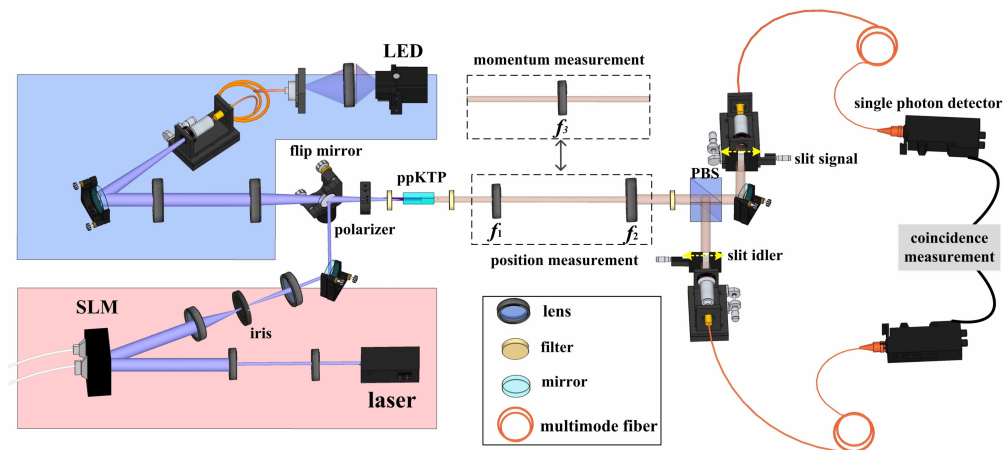 LED
momentum measurement
f3
single photon detector
flip mirror
slit signal
ppKTP
PBS
polarizer
f1
f2
position measurement
slit idler
coincidence
measurement
SLM
iris
laser
lens
filter
mirror
multimode fiber